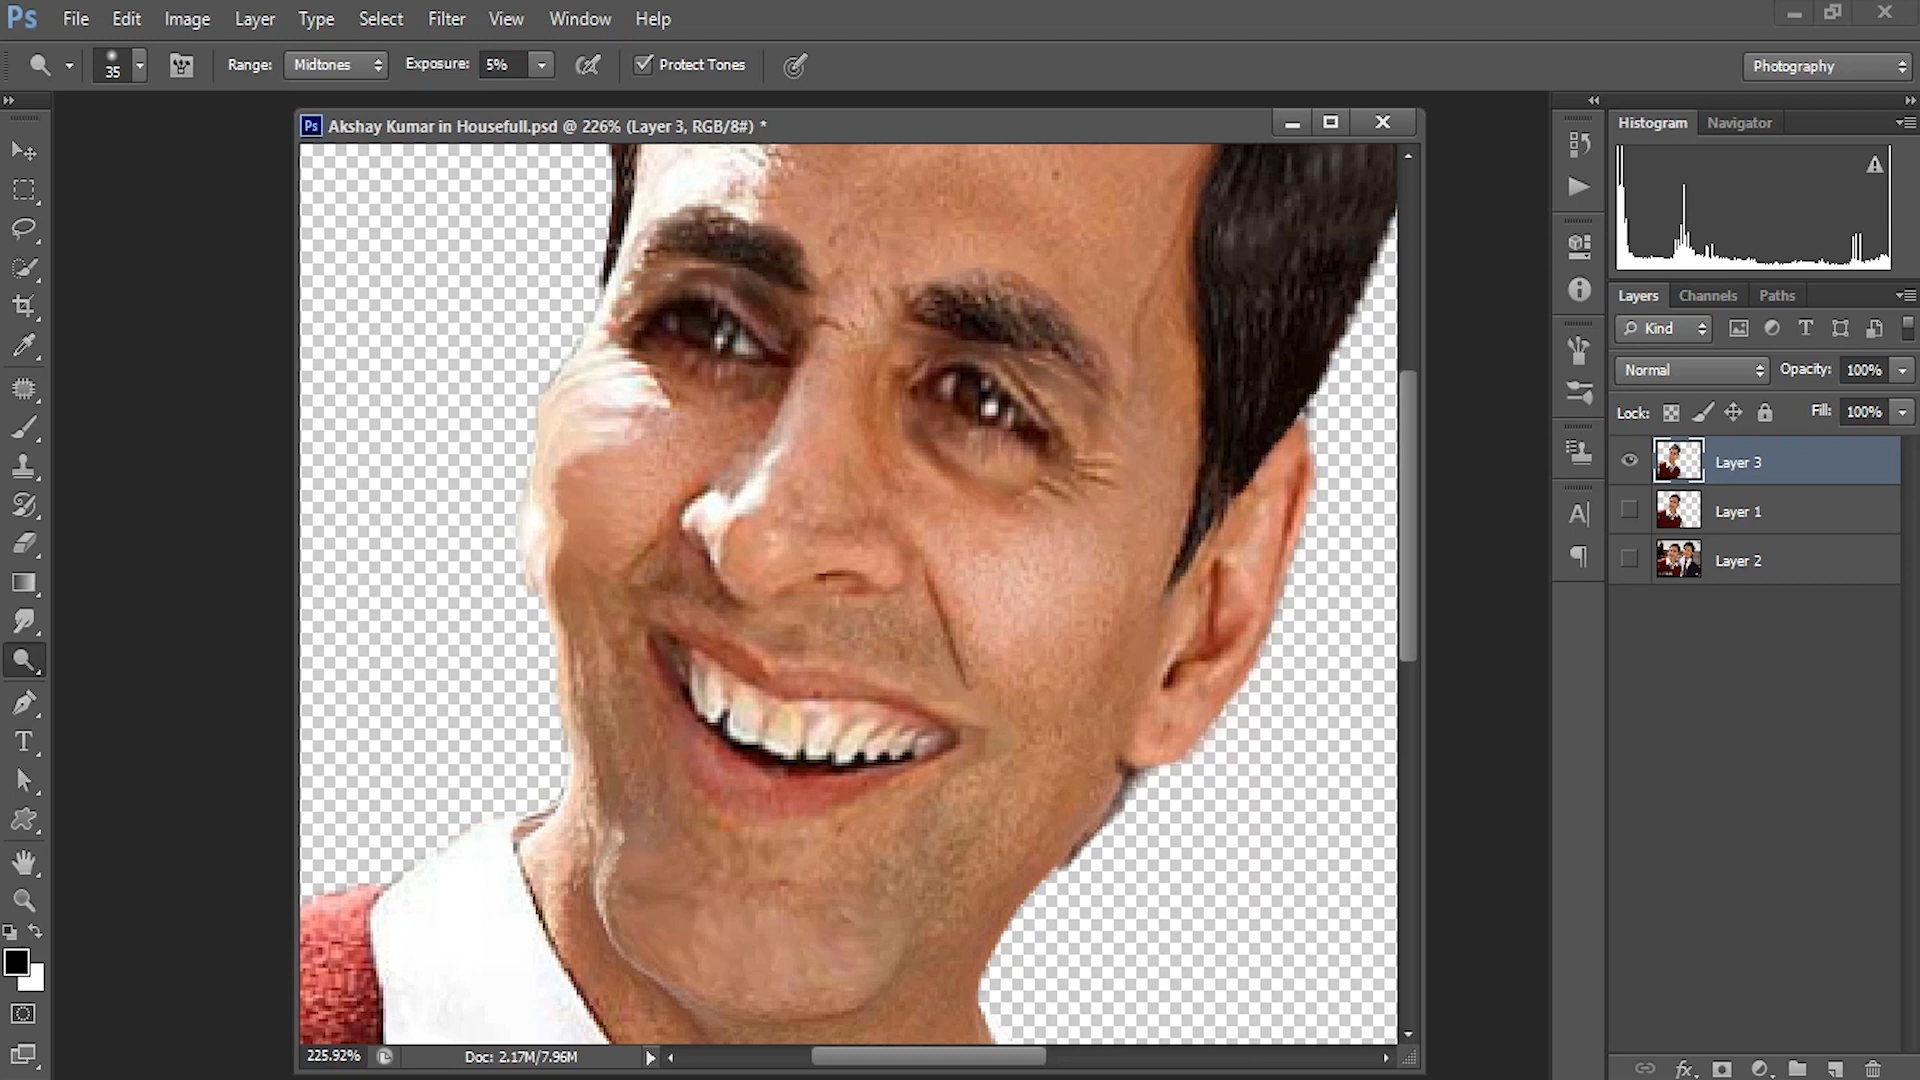 Ps File Edit Image Layer Type Select Filter View Window Help
35 Range: Midtones Exposure: 5% Protect Tones Photography
Ps Akshay Kumar in Housefull.psd @ 226% (Layer 3, RGB/8#) *
Histogram Navigator
Layers Channels Paths
Kind
Normal Opacity: 100%
Lock: Fill: 100%
Layer 3
Layer 1
Layer 2
225.92% Doc: 2.17M/7.96M